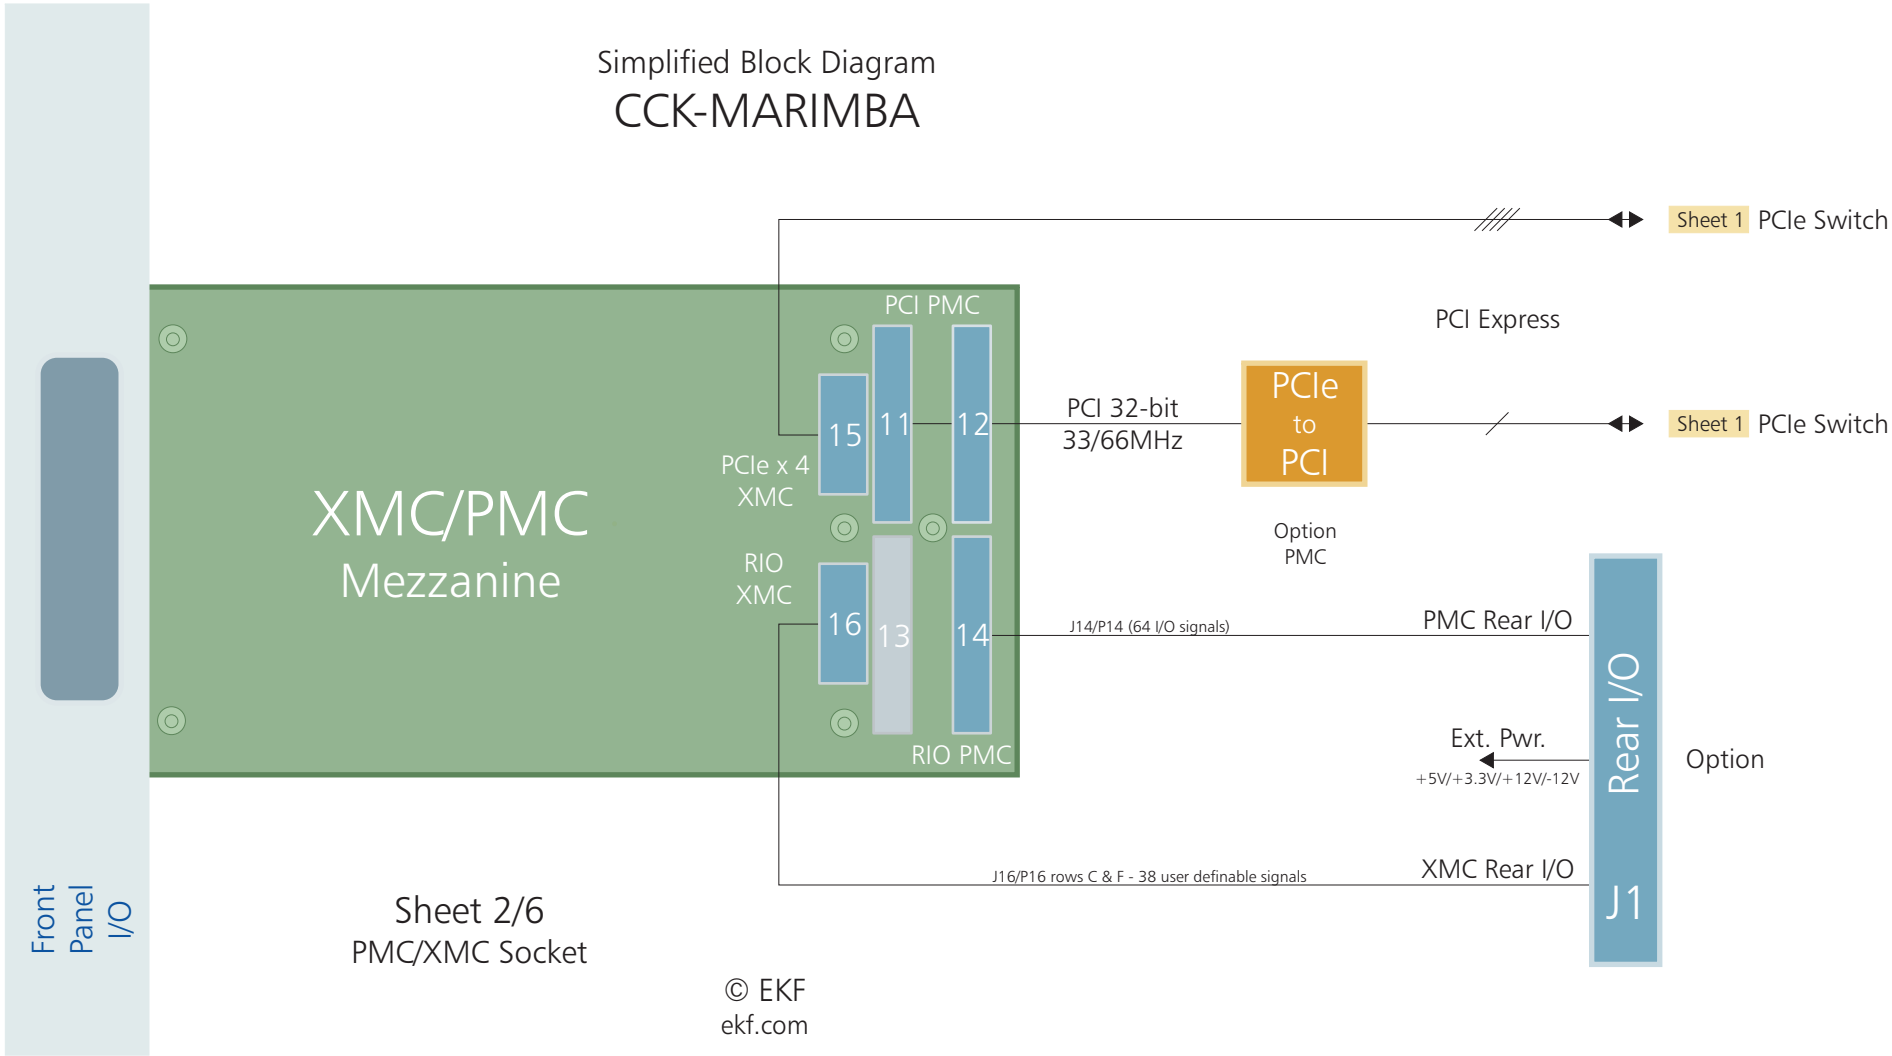 Simplified Block Diagram
CCK-MARIMBA
Sheet 1 PCIe Switch
PCI PMC
PCI Express
PCIe
to
PCI
PCI 32-bit
33/66MHz
Sheet 1 PCIe Switch
15
11
12
PCIe x 4
XMC
XMC/PMC
Mezzanine
Option
PMC
RIO
XMC
16
13
14
J14/P14 (64 I/O signals)
PMC Rear I/O
RIO PMC
Ext. Pwr.
+5V/+3.3V/+12V/-12V
Rear I/O
J1
Option
J16/P16 rows C & F - 38 user definable signals
XMC Rear I/O
Front
Panel
I/O
Sheet 2/6
PMC/XMC Socket
© EKF
ekf.com